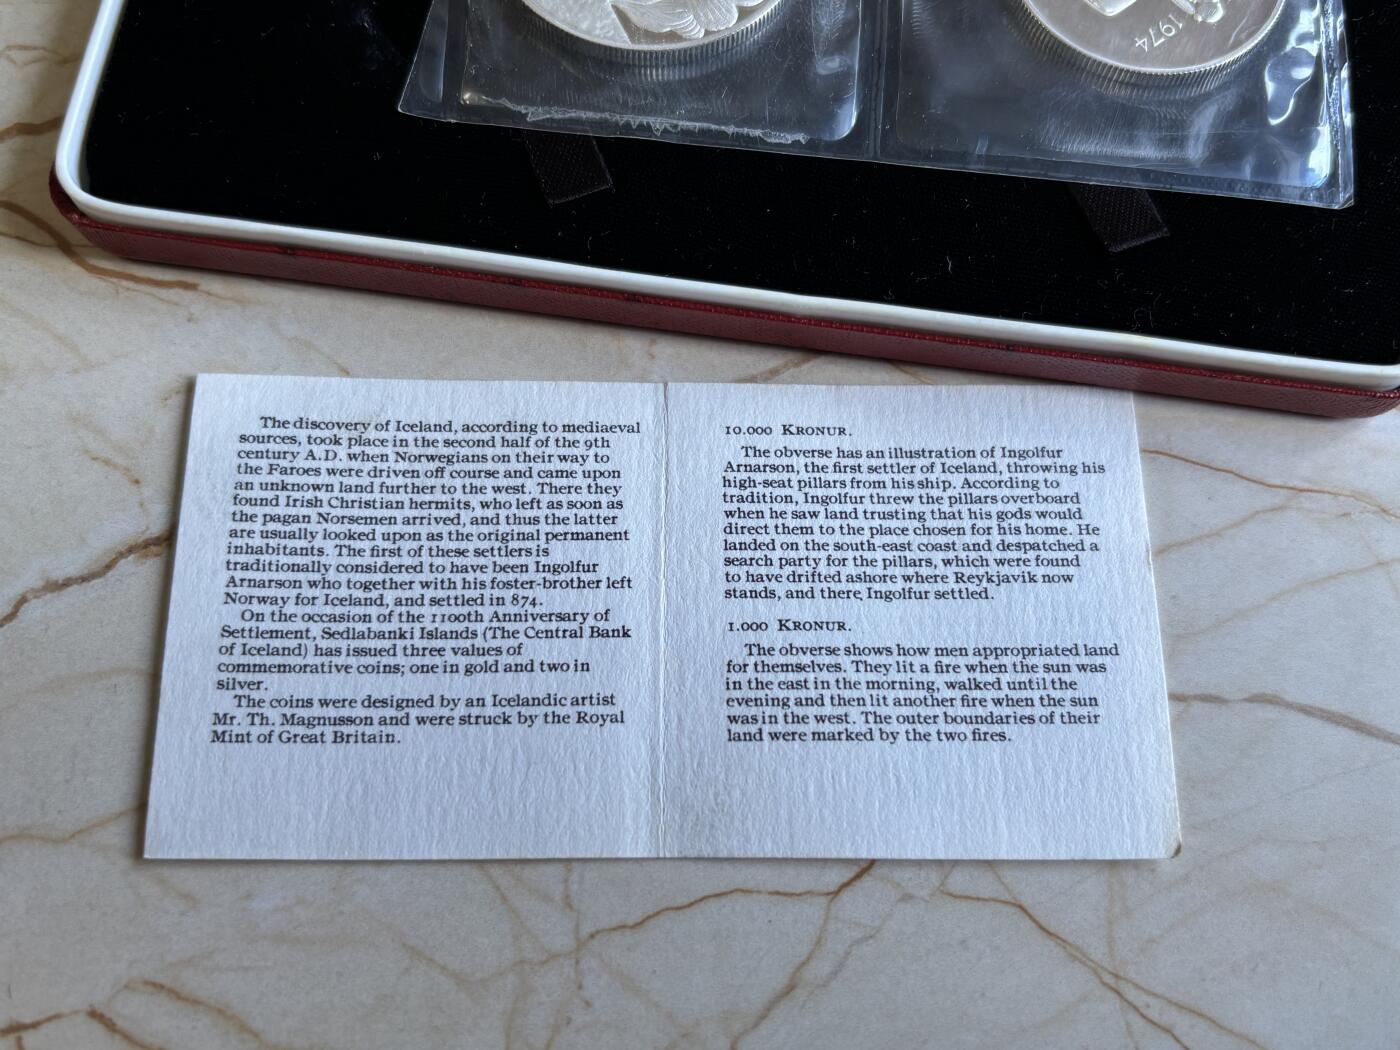 1974
The discovery of Iceland, according to mediaeval
sources, took place in the second half of the 9th
century A.D. when Norwegians on their way to
the Faroes were driven off course and came upon
an unknown land further to the west. There they
found Irish Christian hermits, who left as soon as
the pagan Norsemen arrived, and thus the latter
are usually looked upon as the original permanent
inhabitants. The first of these settlers is
traditionally considered to have been Ingolfur
Arnarson who together with his foster-brother left
Norway for Iceland, and settled in 874.
On the occasion of the 1100th Anniversary of
Settlement, Sedlabanki Islands (The Central Bank
of Iceland) has issued three values of
commemorative coins; one in gold and two in
silver.
The coins were designed by an Icelandic artist
Mr. Th. Magnusson and were struck by the Royal
Mint of Great Britain.
10.000 KRONUR.
The obverse has an illustration of Ingolfur
Arnarson, the first settler of Iceland, throwing his
high-seat pillars from his ship. According to
tradition, Ingolfur threw the pillars overboard
when he saw land trusting that his gods would
direct them to the place chosen for his home. He
landed on the south-east coast and despatched a
search party for the pillars, which were found
to have drifted ashore where Reykjavik now
stands, and there Ingolfur settled.
1.000 KRONUR.
The obverse shows how men appropriated land
for themselves. They lit a fire when the sun was
in the east in the morning, walked until the
evening and then lit another fire when the sun
was in the west. The outer boundaries of their
land were marked by the two fires.